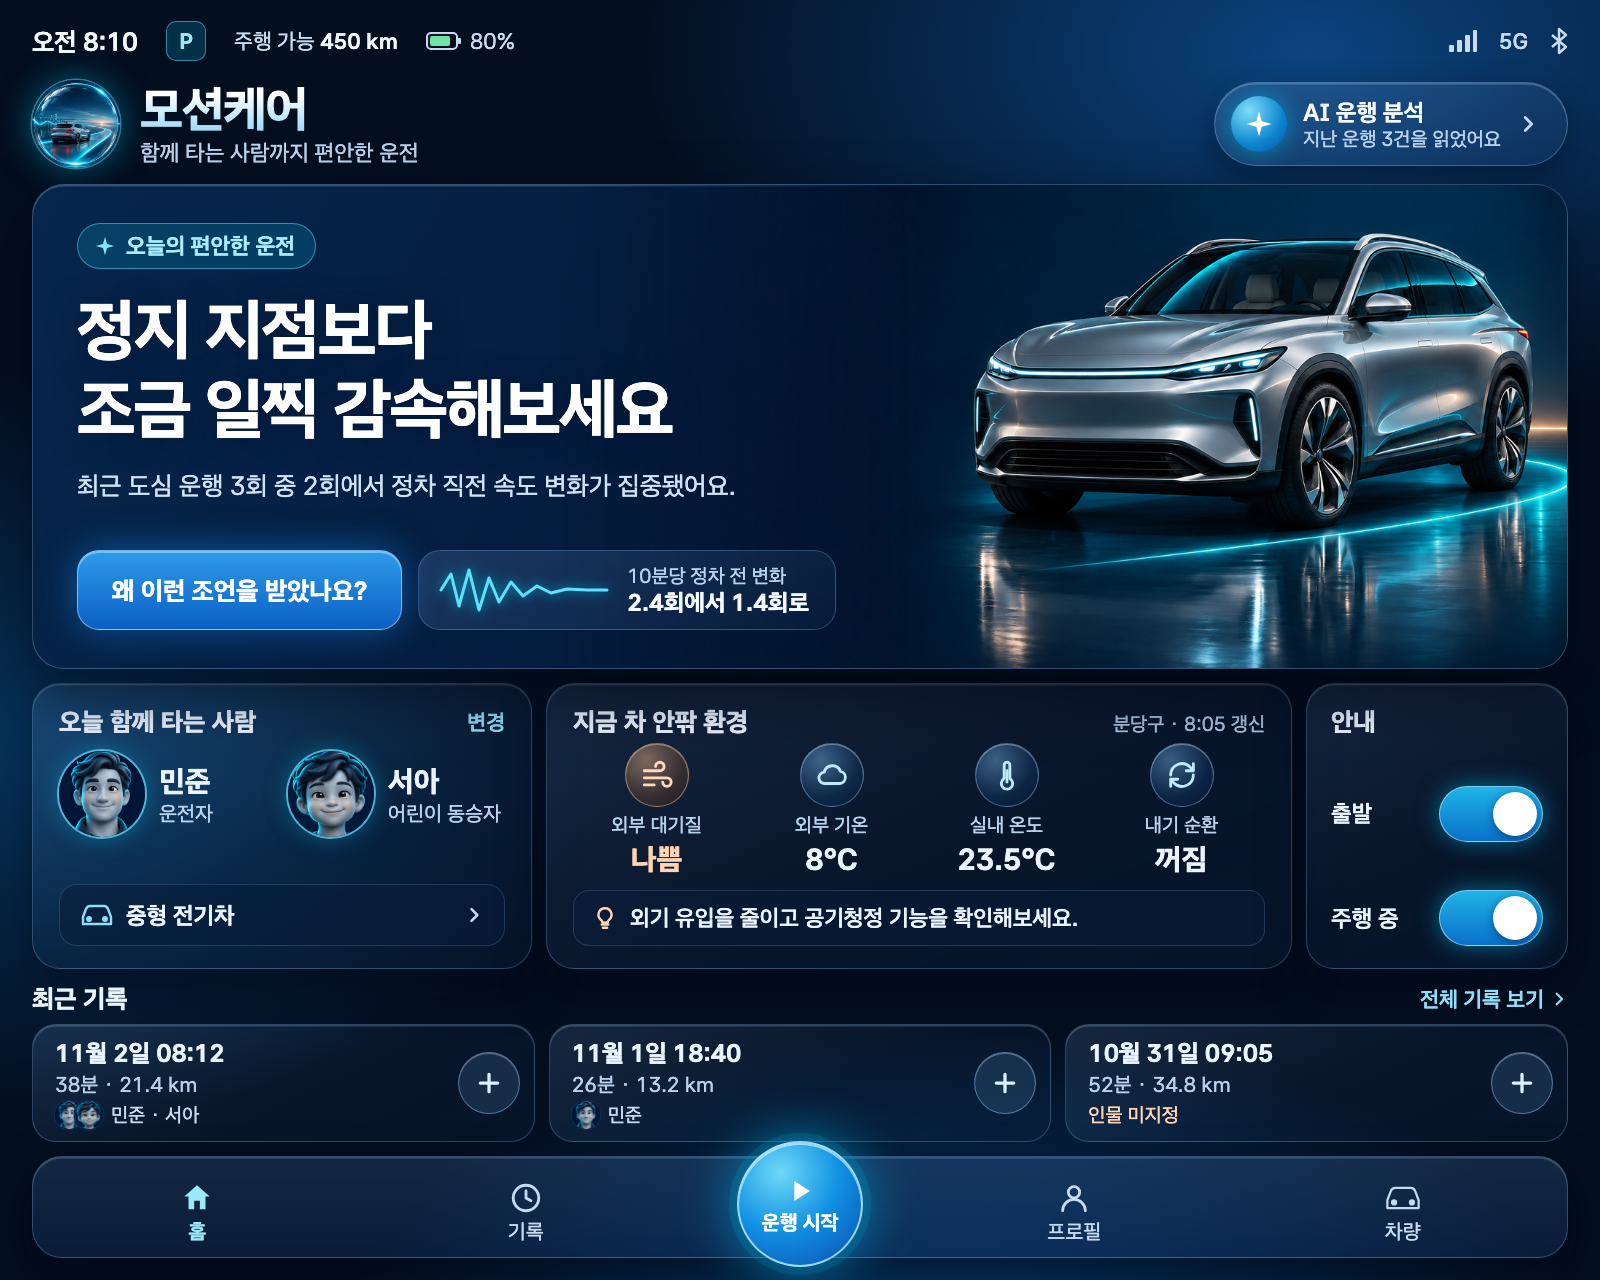 오전 8:10
P
주행 가능 450 km
80%
5G
모션케어
함께 타는 사람까지 편안한 운전
AI 운행 분석
지난 운행 3건을 읽었어요
오늘의 편안한 운전
정지 지점보다
조금 일찍 감속해보세요
최근 도심 운행 3회 중 2회에서 정차 직전 속도 변화가 집중됐어요.
왜 이런 조언을 받았나요?
10분당 정차 전 변화
2.4회에서 1.4회로
오늘 함께 타는 사람
변경
민준
운전자
서아
어린이 동승자
중형 전기차
지금 차 안팎 환경
분당구 · 8:05 갱신
외부 대기질
나쁨
외부 기온
8°C
실내 온도
23.5°C
내기 순환
꺼짐
외기 유입을 줄이고 공기청정 기능을 확인해보세요.
안내
출발
주행 중
최근 기록
전체 기록 보기
11월 2일 08:12
38분 · 21.4 km
민준 · 서아
11월 1일 18:40
26분 · 13.2 km
민준
10월 31일 09:05
52분 · 34.8 km
인물 미지정
홈
기록
운행 시작
프로필
차량